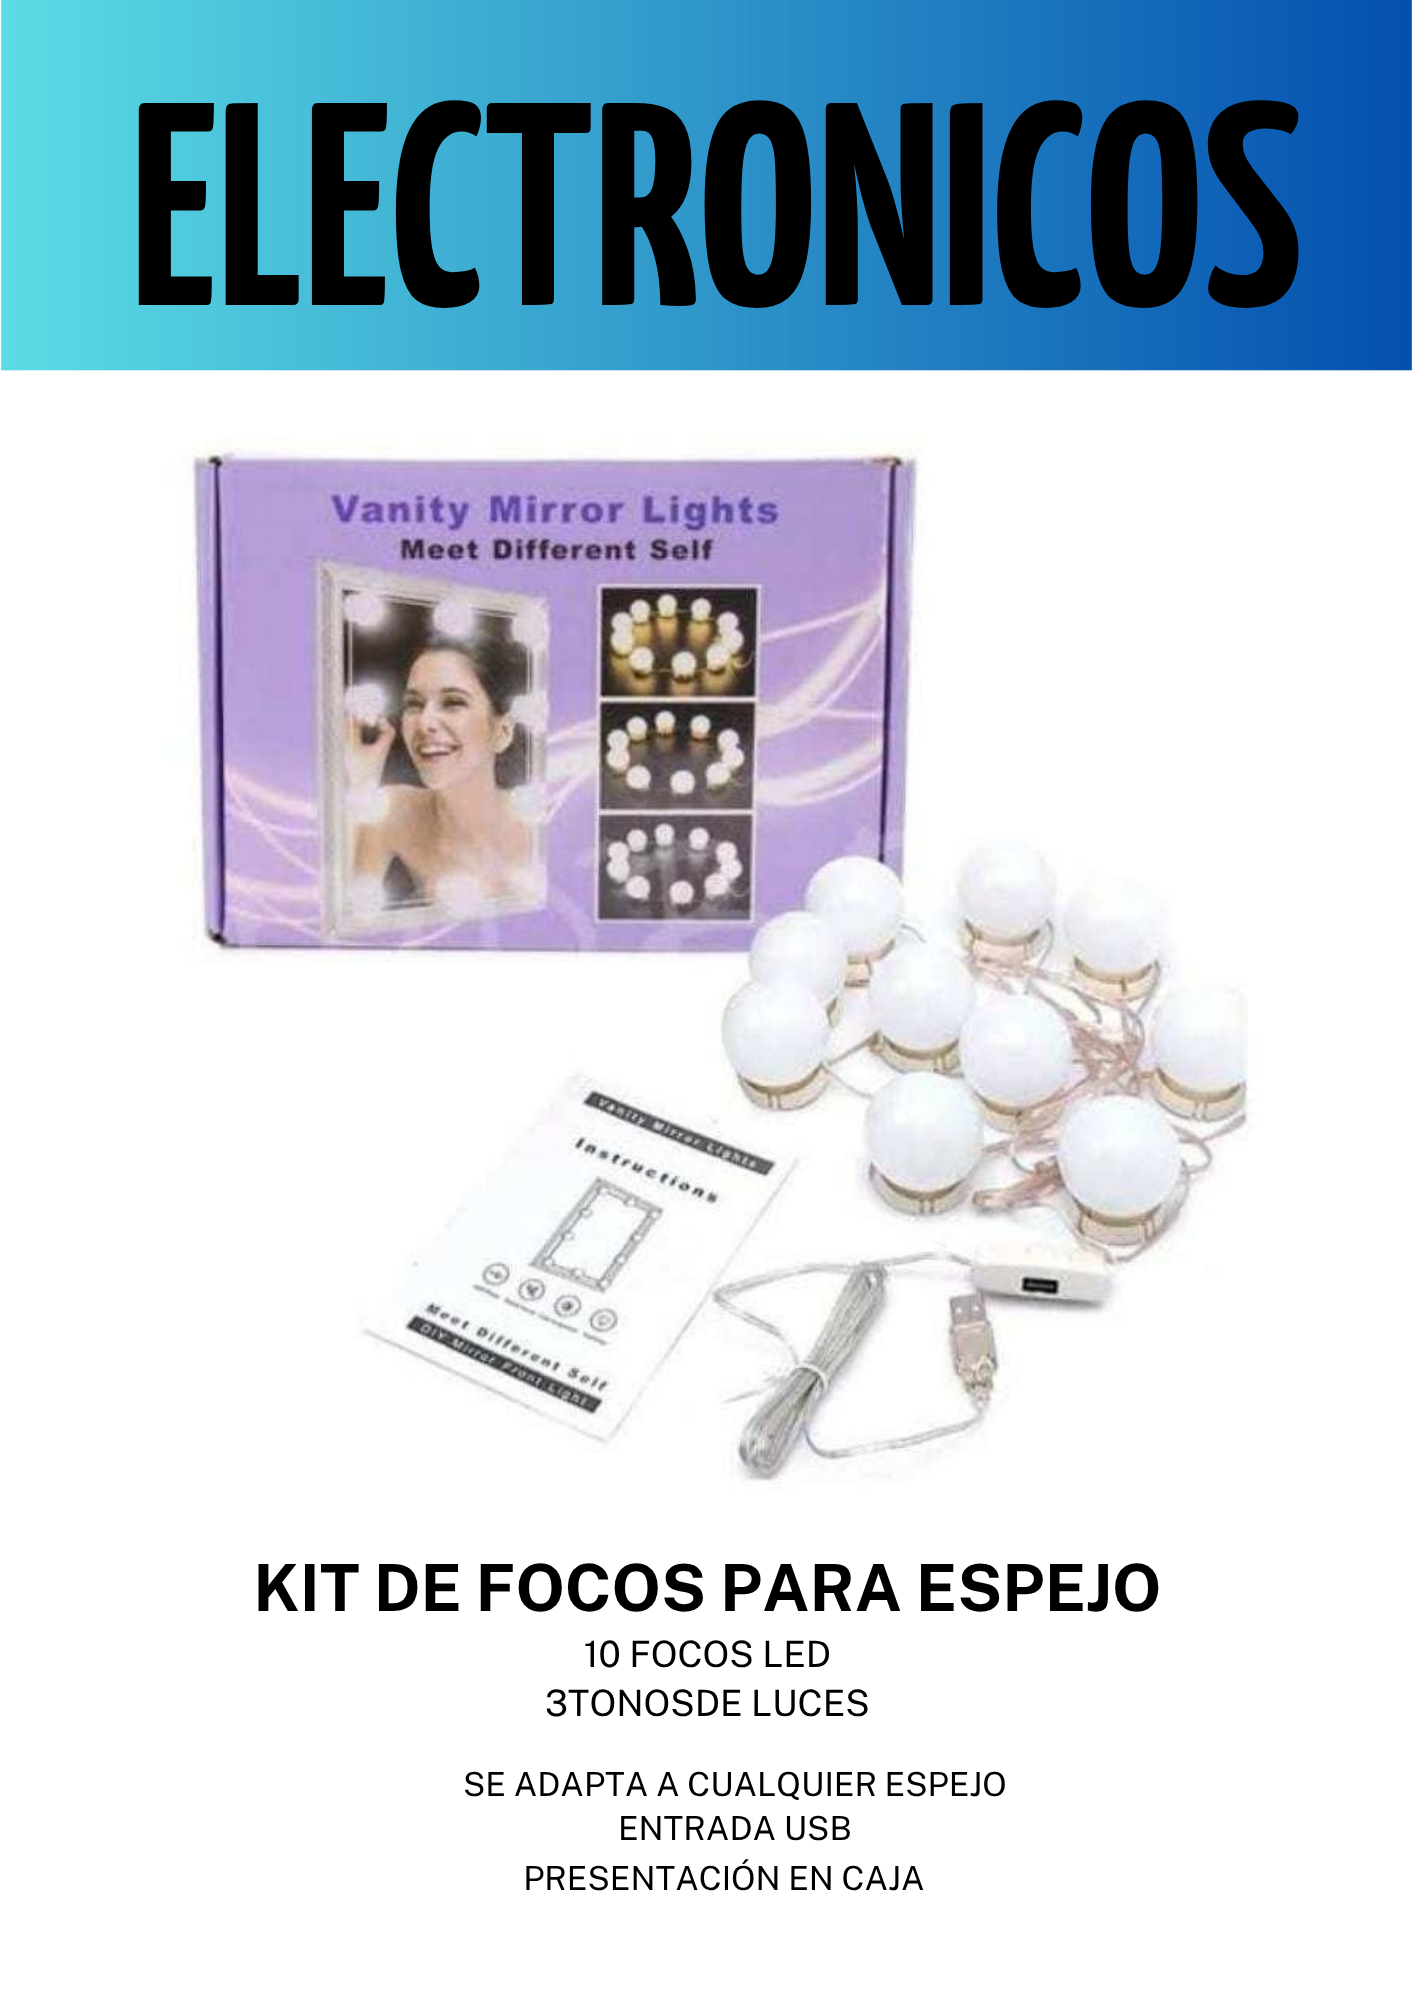 ELECTRONICOS
Vanity Mirror Lights
Meet Different Self
Vanity Mirror Lights
Instructions
Meet Different Self
DIY Mirror Front Light
KIT DE FOCOS PARA ESPEJO
10 FOCOS LED
3TONOSDE LUCES
SE ADAPTA A CUALQUIER ESPEJO
ENTRADA USB
PRESENTACIÓN EN CAJA